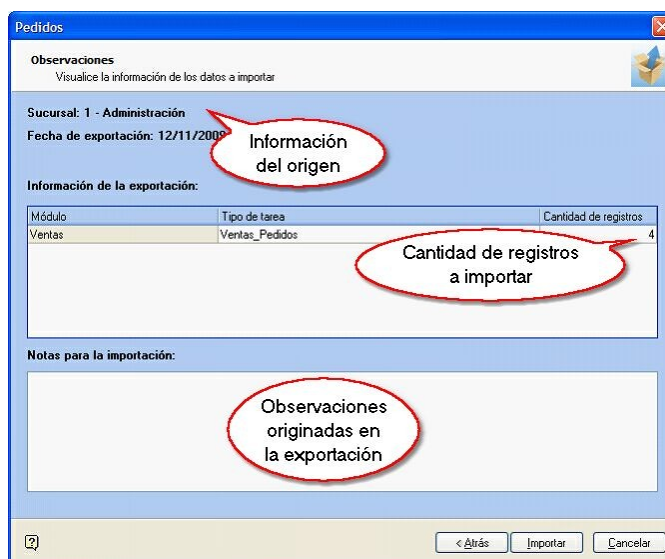 Pedidos
Observaciones
Visualice la información de los datos a importar
Sucursal: 1 - Administración
Fecha de exportación: 12/11/2009
Información
del origen
Información de la exportación:
Módulo Tipo de tarea Cantidad de registros
Ventas Ventas_Pedidos 4
Cantidad de registros
a importar
Notas para la importación:
Observaciones
originadas en
la exportación
< Atrás Importar Cancelar